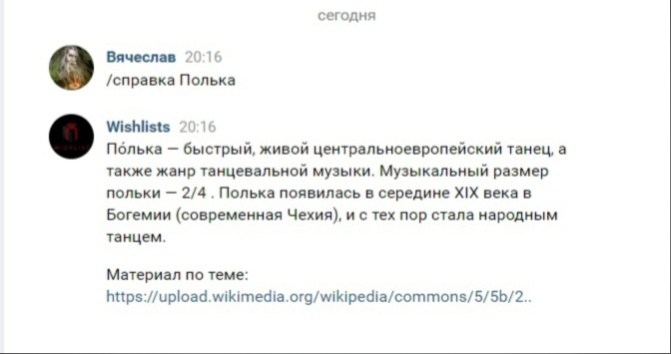 сегодня
Вячеслав 20:16
/справка Полька
Wishlists 20:16
По́лька — быстрый, живой центральноевропейский танец, а
также жанр танцевальной музыки. Музыкальный размер
польки — 2/4 . Полька появилась в середине XIX века в
Богемии (современная Чехия), и с тех пор стала народным
танцем.
Материал по теме:
https://upload.wikimedia.org/wikipedia/commons/5/5b/2..